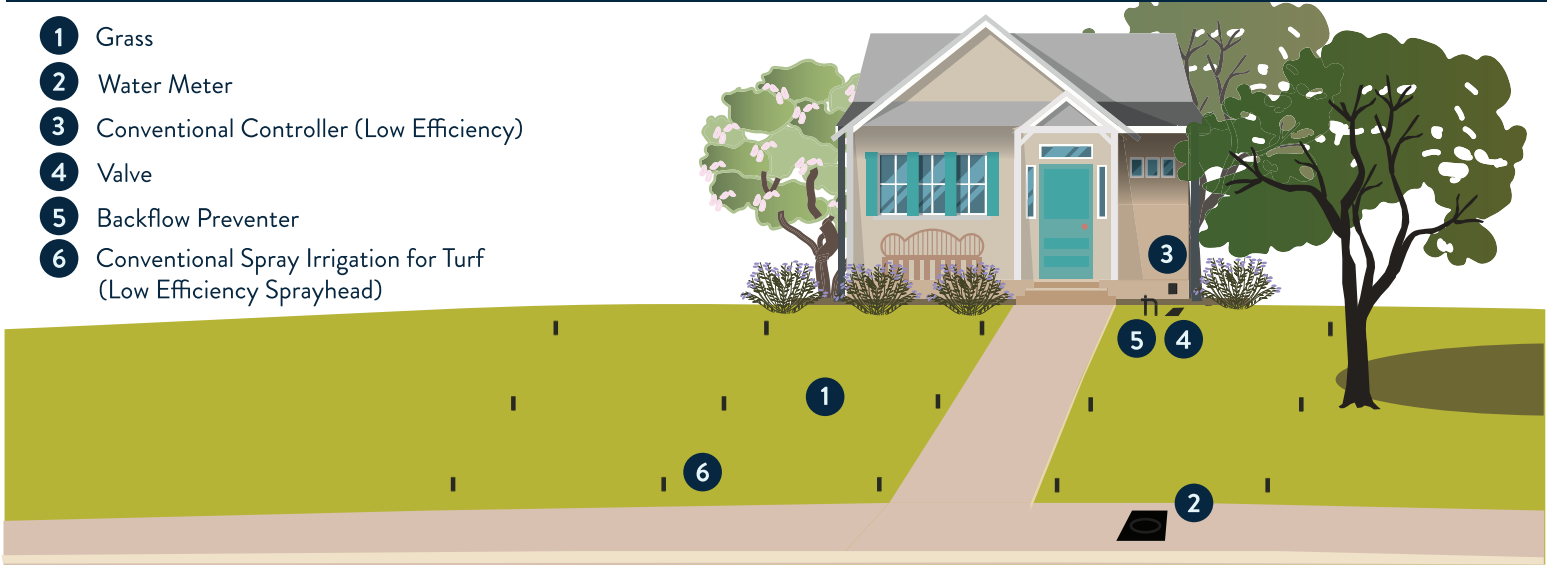 1 Grass
2 Water Meter
3 Conventional Controller (Low Efficiency)
4 Valve
5 Backflow Preventer
6 Conventional Spray Irrigation for Turf
(Low Efficiency Sprayhead)
3
5 4
1
6
2